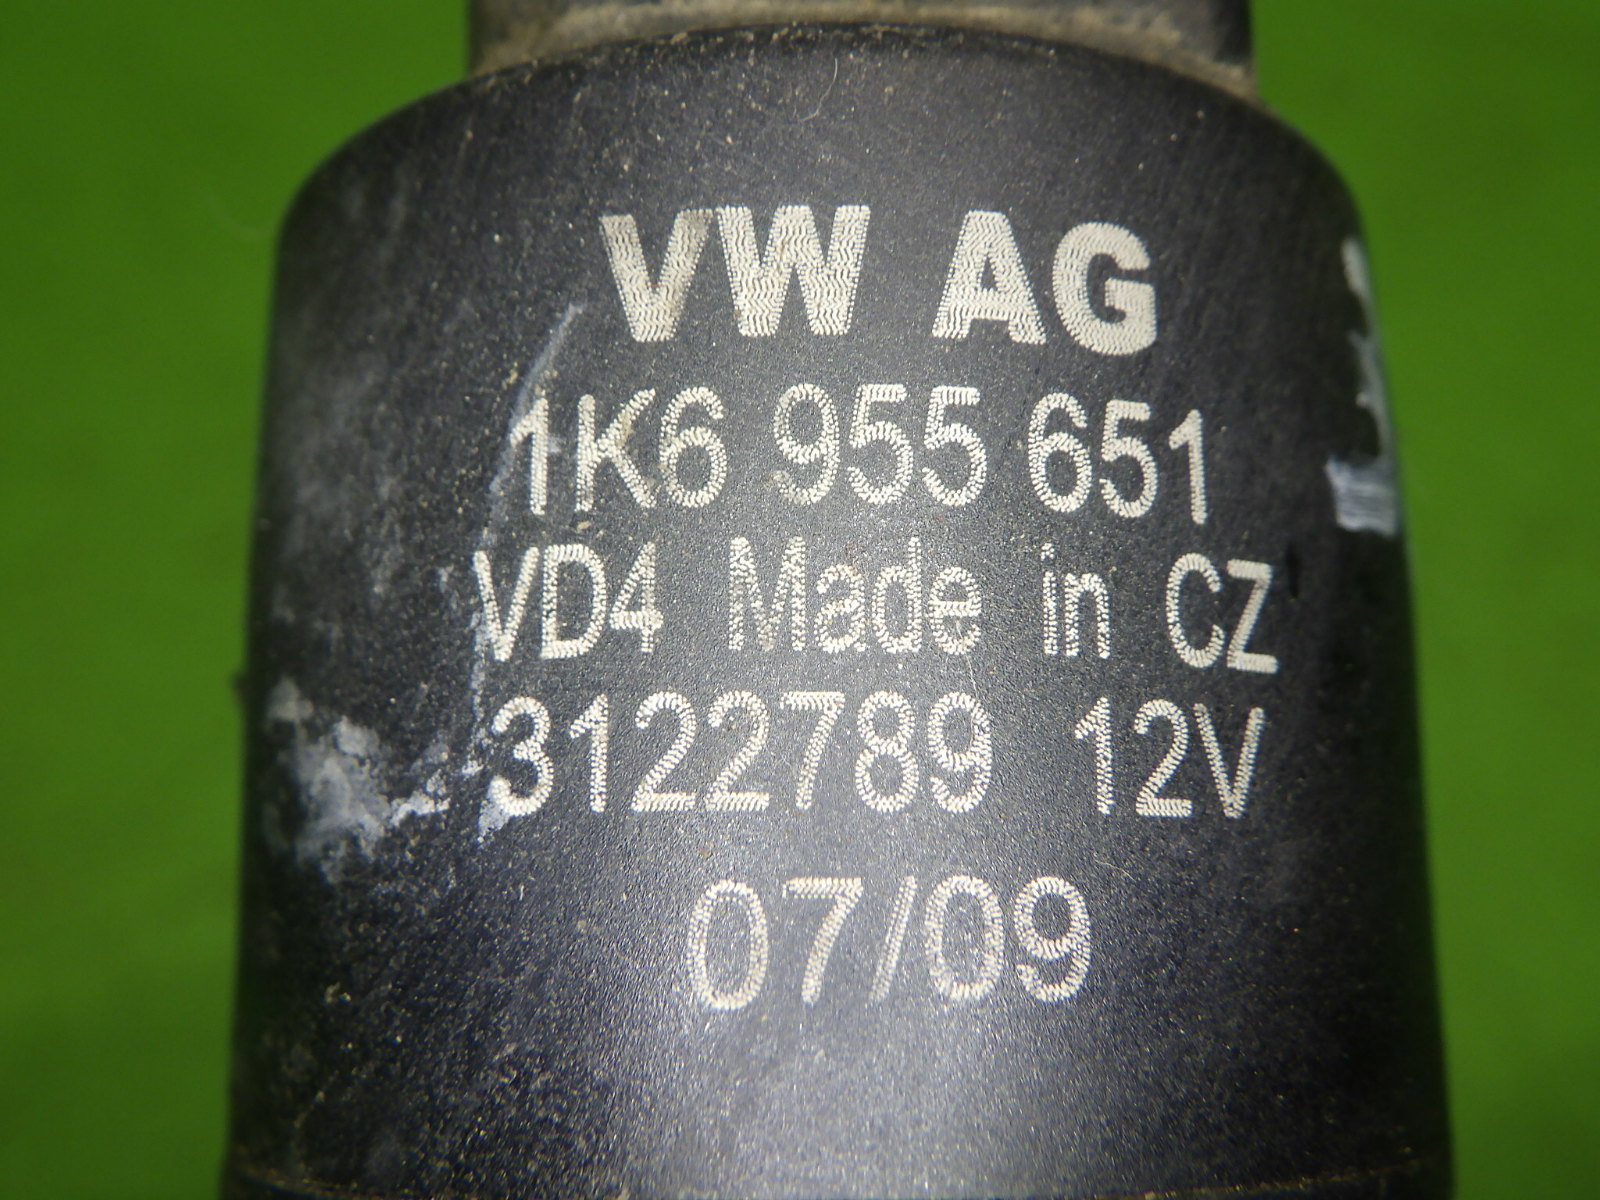 VW AG
1K6 955 651
VD4 Made in CZ
3122789 12V
07/09